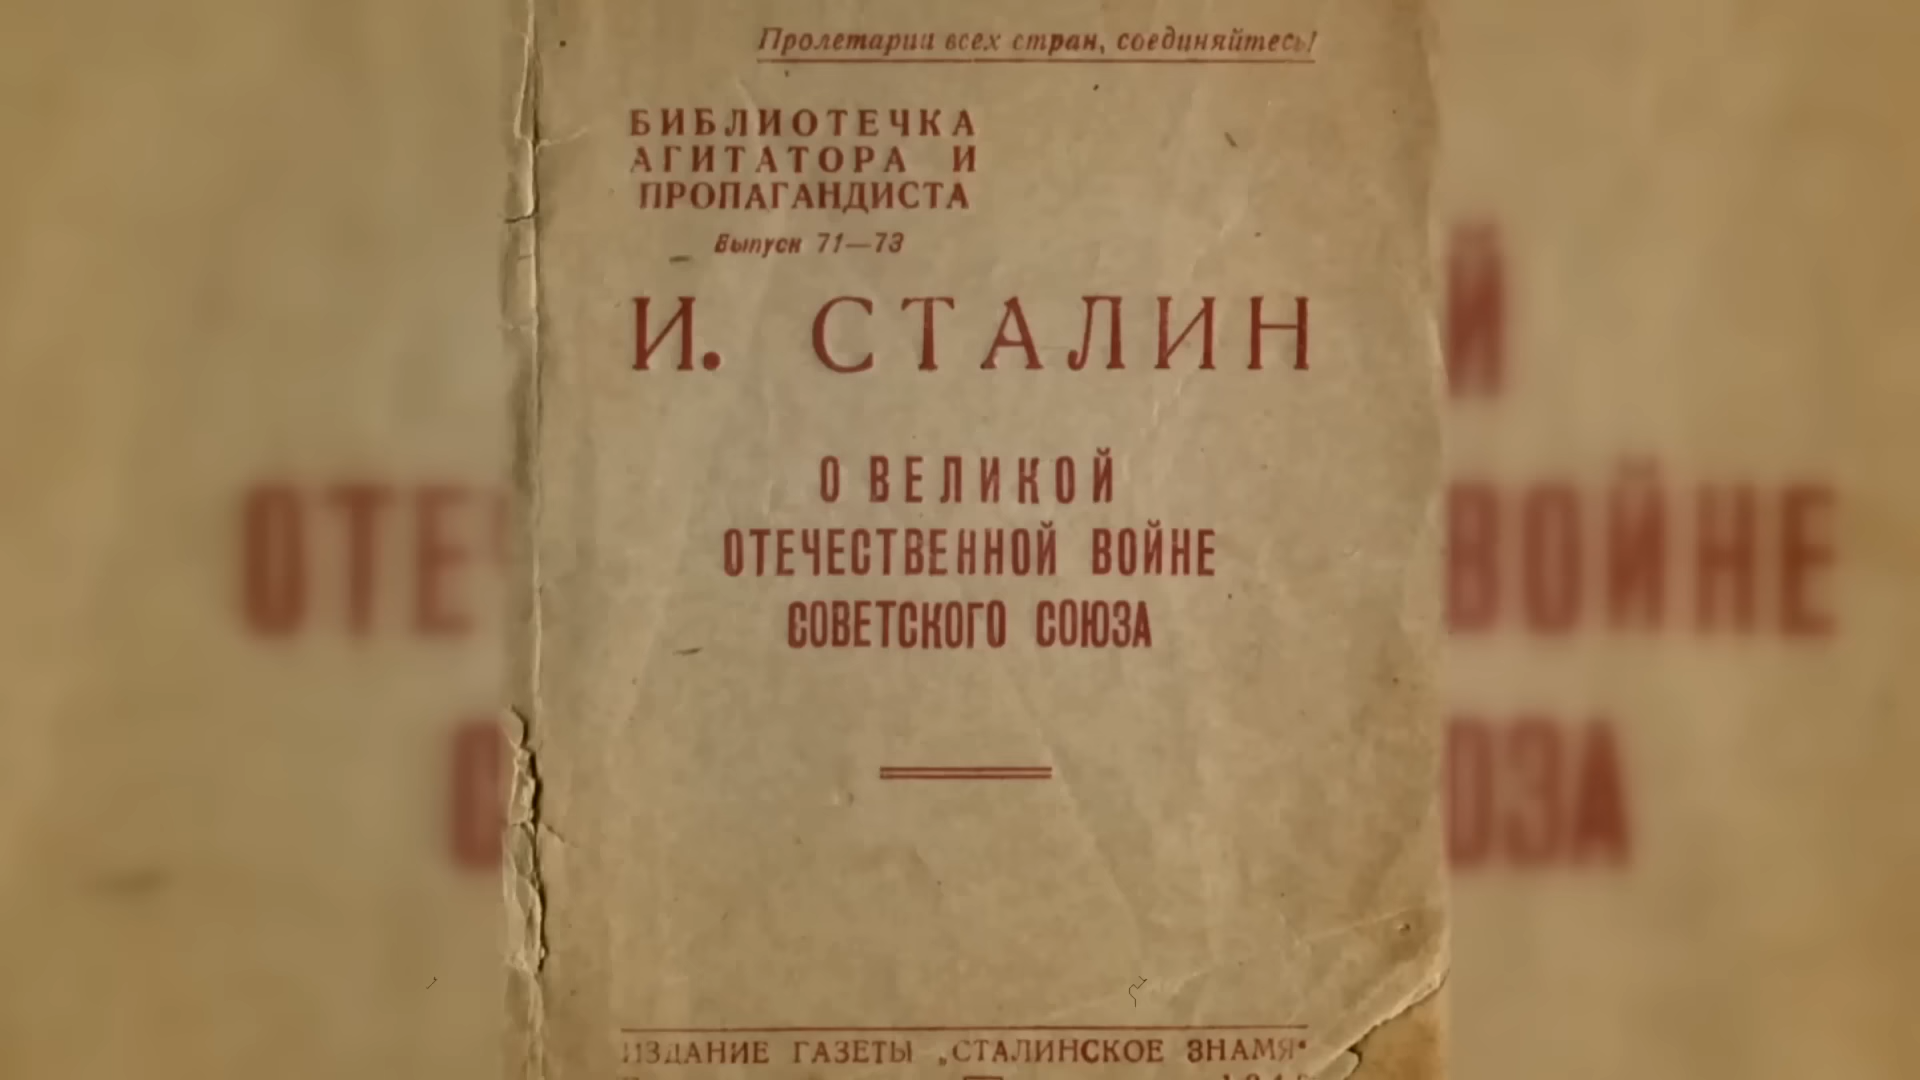 Пролетарии всех стран, соединяйтесь!
БИБЛИОТЕЧКА
АГИТАТОРА И
ПРОПАГАНДИСТА
Выпуск 71—73
И. СТАЛИН
О ВЕЛИКОЙ
ОТЕЧЕСТВЕННОЙ ВОЙНЕ
СОВЕТСКОГО СОЮЗА
ИЗДАНИЕ ГАЗЕТЫ „СТАЛИНСКОЕ ЗНАМЯ“